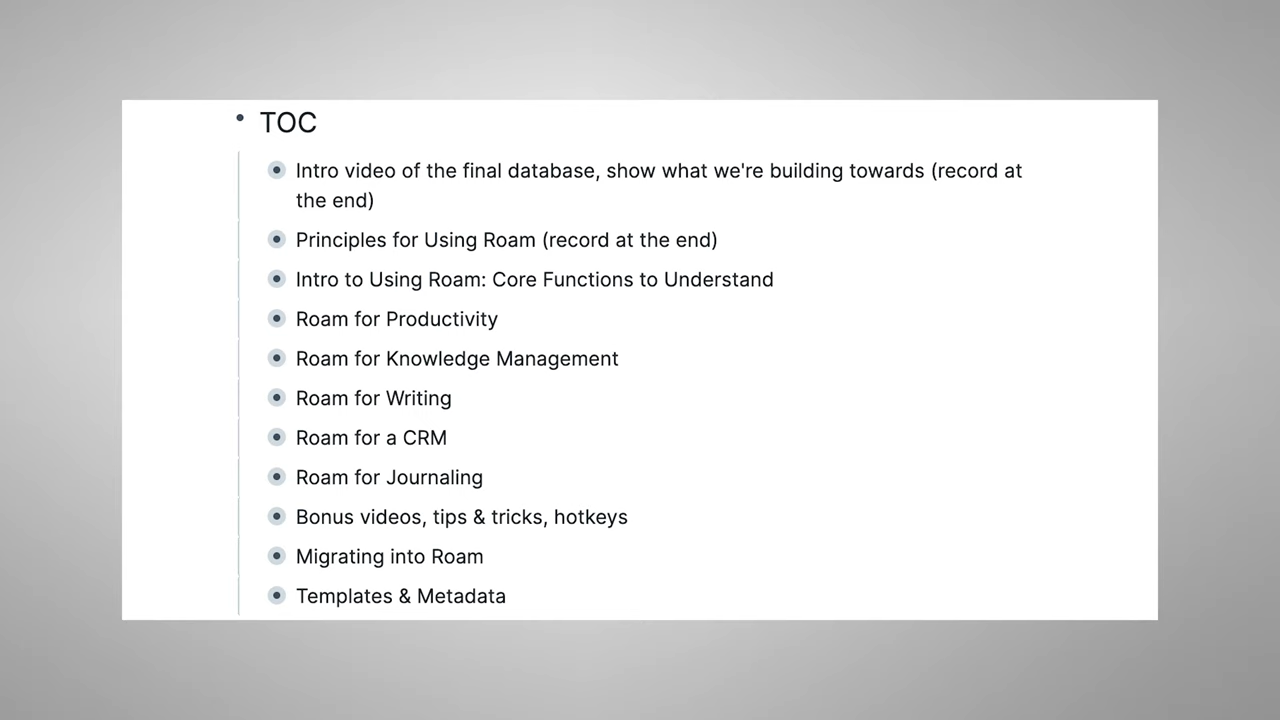 TOC
Intro video of the final database, show what we're building towards (record at
the end)
Principles for Using Roam (record at the end)
Intro to Using Roam: Core Functions to Understand
Roam for Productivity
Roam for Knowledge Management
Roam for Writing
Roam for a CRM
Roam for Journaling
Bonus videos, tips & tricks, hotkeys
Migrating into Roam
Templates & Metadata